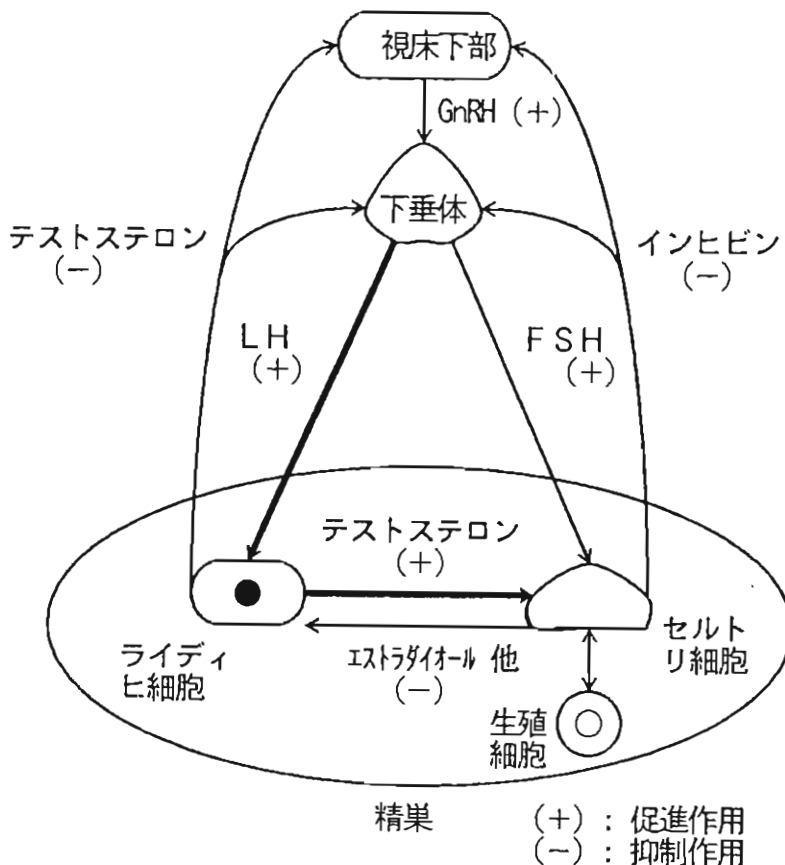 視床下部
GnRH (+)
下垂体
テストステロン
(−)
インヒビン
(−)
LH
(+)
FSH
(+)
テストステロン
(+)
ライディ
ヒ細胞
エストラダイオール 他
(−)
セルト
リ細胞
生殖
細胞
精巣
(+) : 促進作用
(−) : 抑制作用